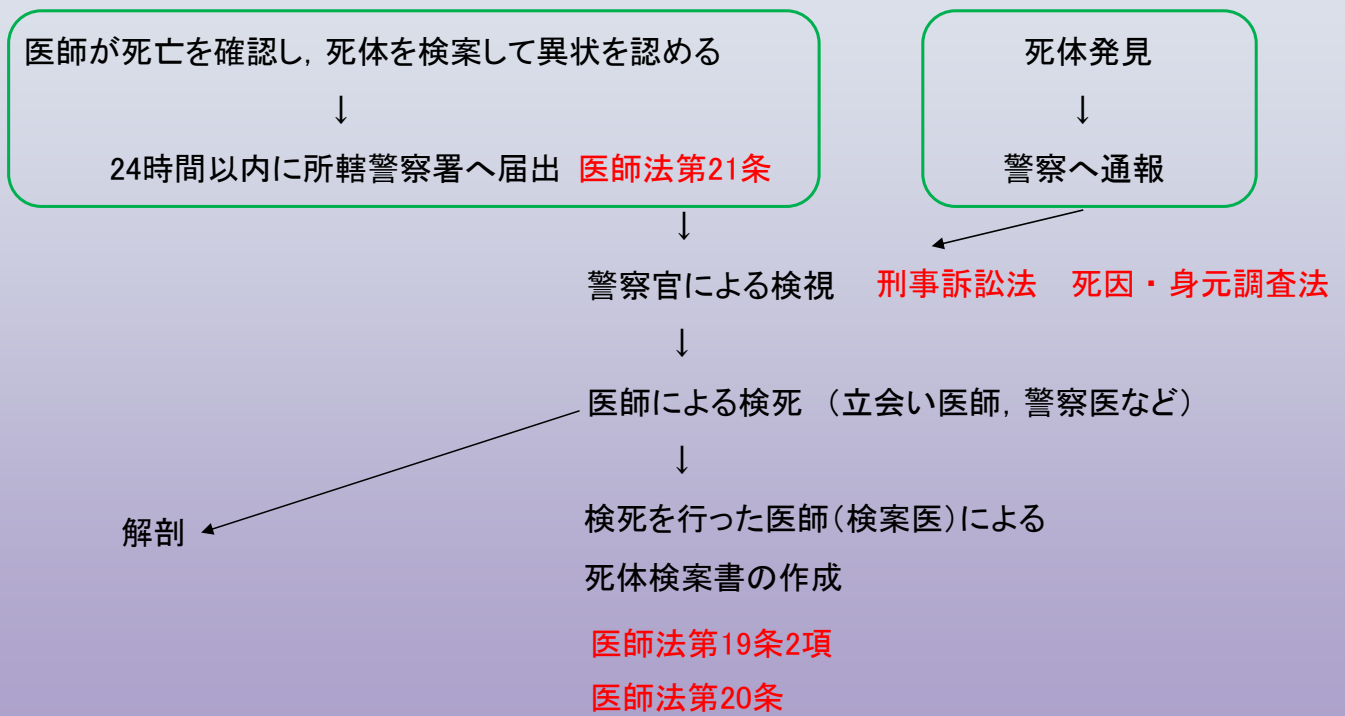 医師が死亡を確認し，死体を検案して異状を認める
↓
24時間以内に所轄警察署へ届出 医師法第21条
死体発見
↓
警察へ通報
↓
警察官による検視 刑事訴訟法 死因・身元調査法
↓
医師による検死 （立会い医師，警察医など）
↓
解剖
検死を行った医師（検案医）による
死体検案書の作成
医師法第19条2項
医師法第20条